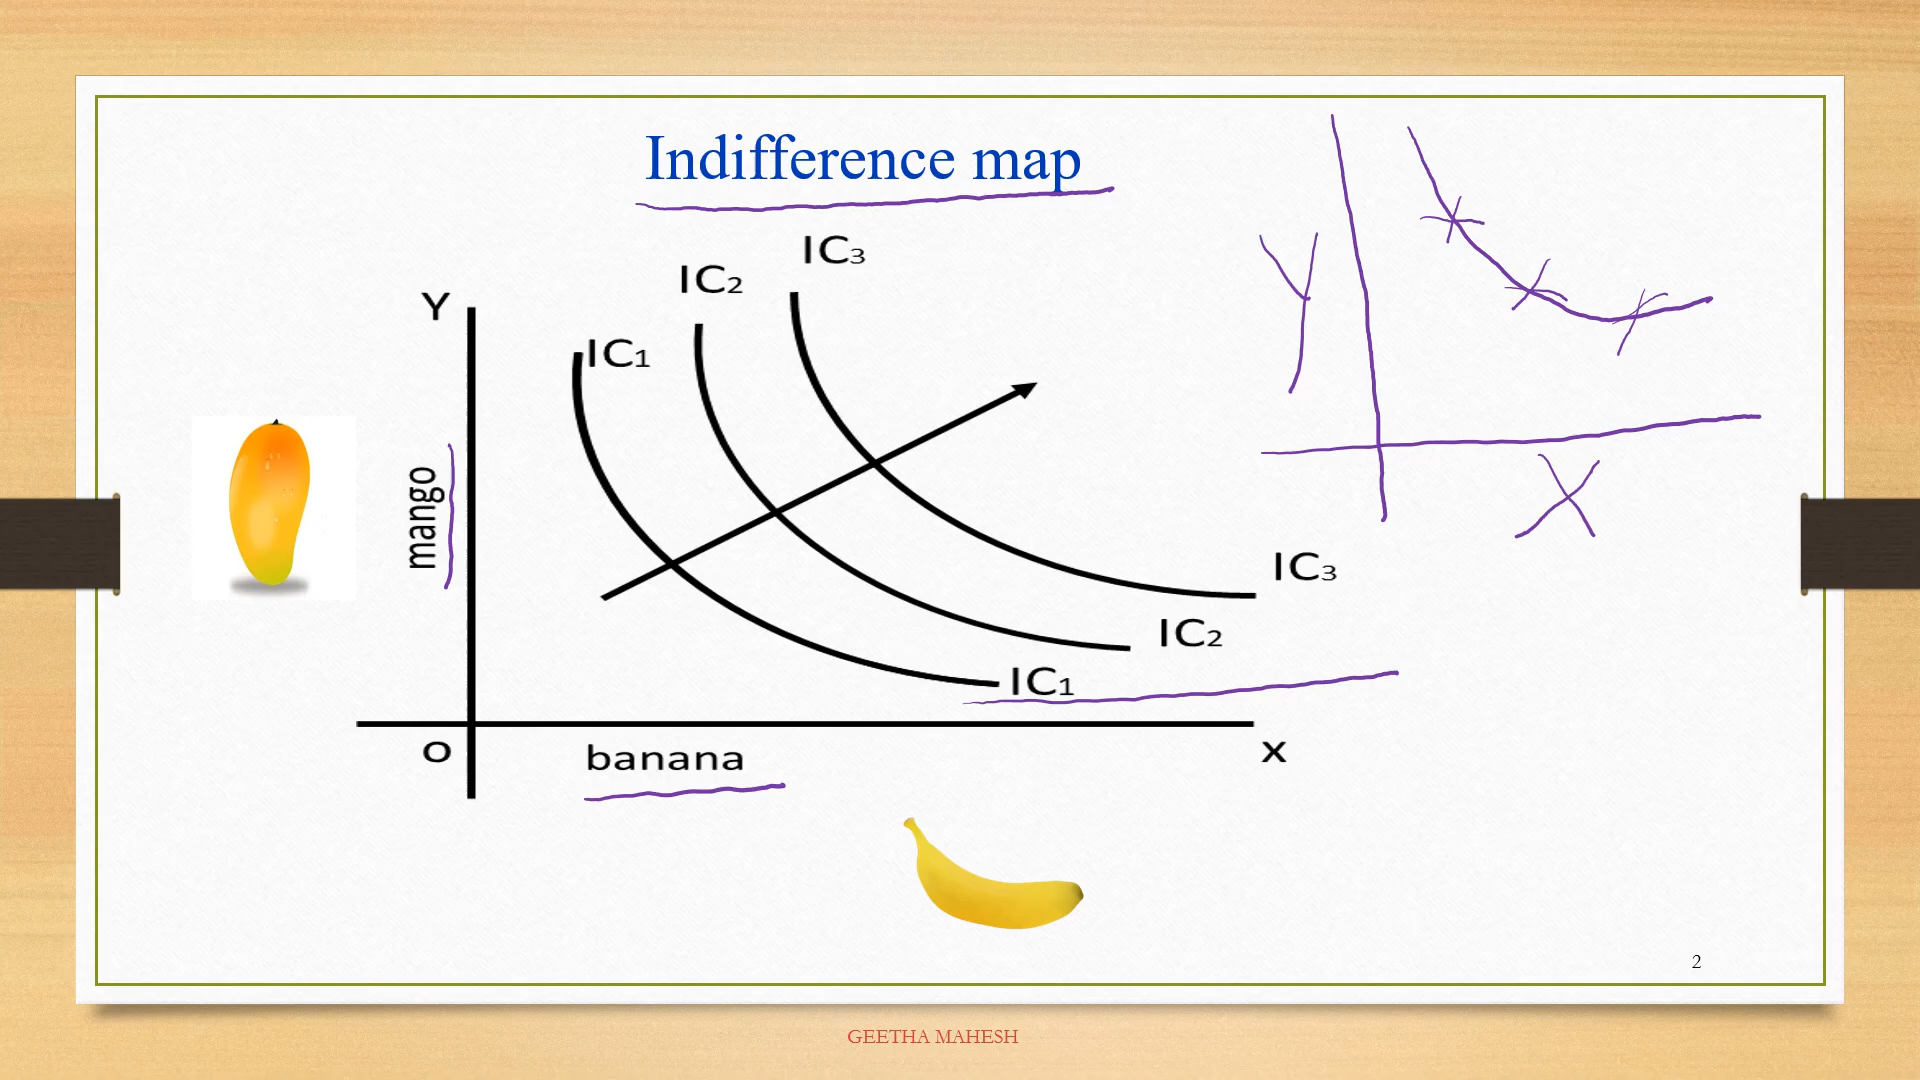 Indifference map
IC₃
IC₂
IC₁
Y
Y
mango
X
IC₃
IC₂
IC₁
O
banana
X
2
GEETHA MAHESH